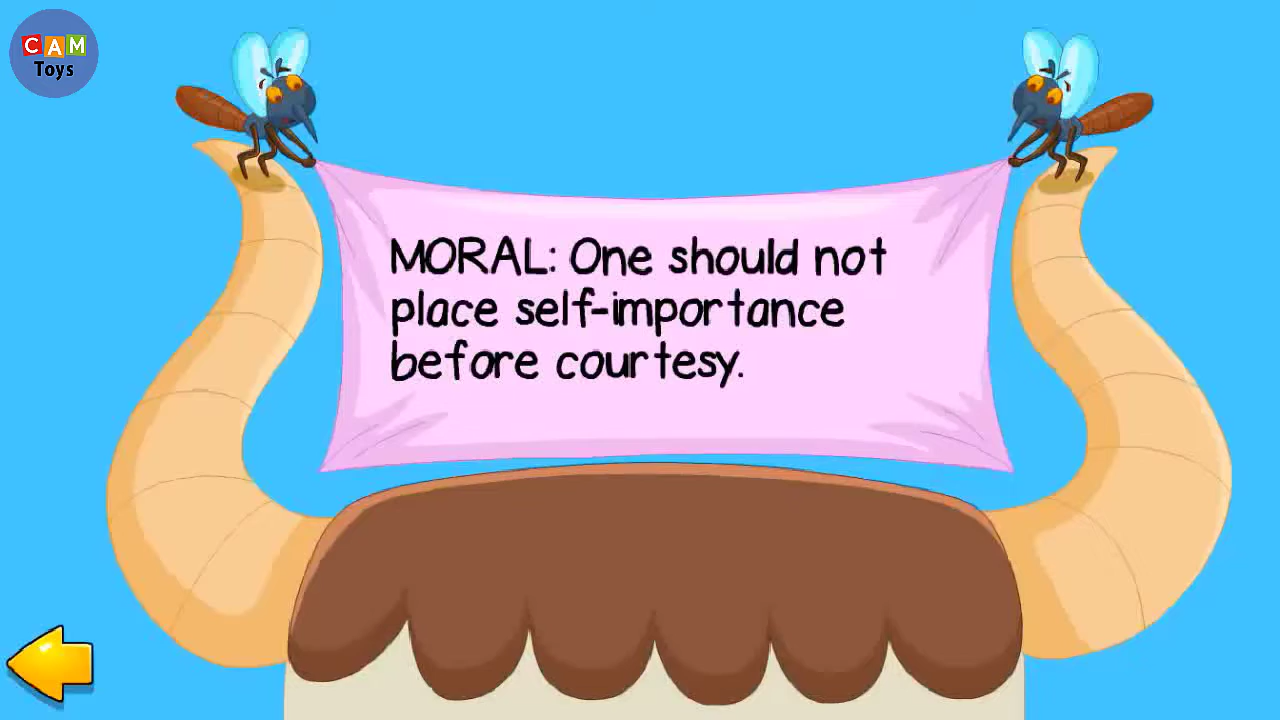 CAM
Toys
MORAL: One should not
place self-importance
before courtesy.